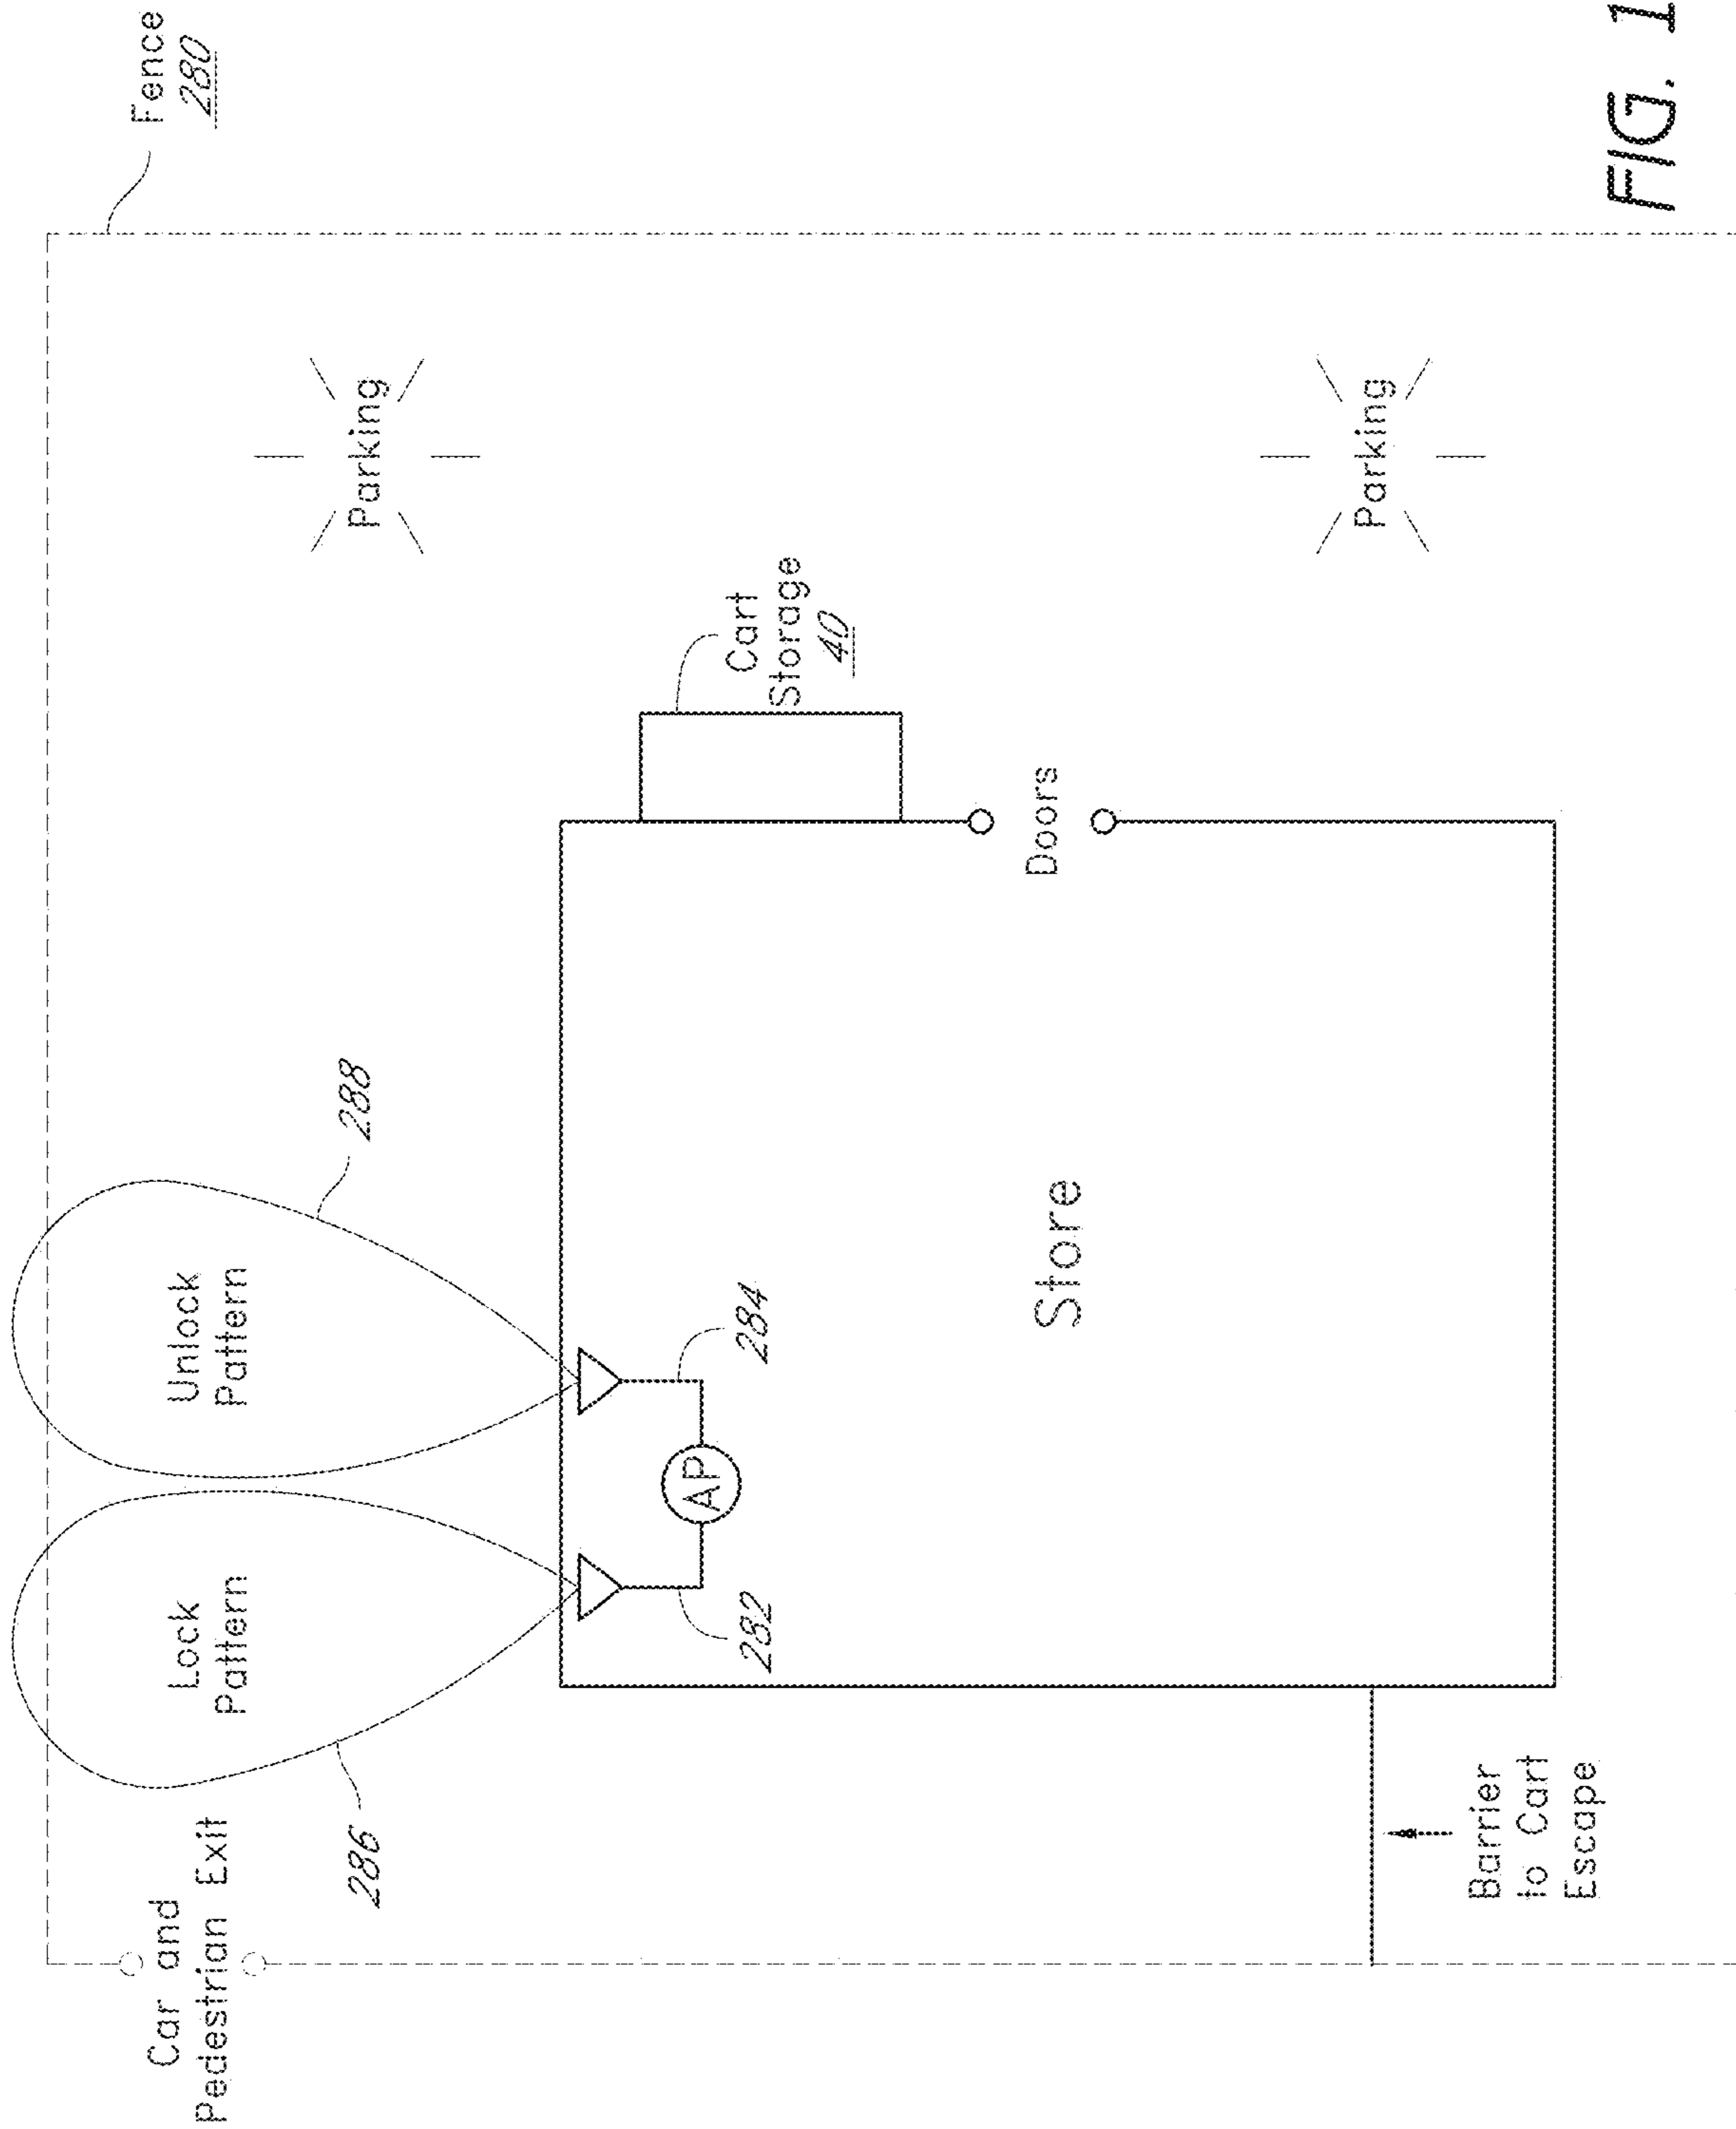 Car and
Pedestrian Exit
Lock
Pattern
Unlock
Pattern
Fence
280
286
288
Parking
AP
282
284
Cart
Storage
40
Store
Doors
Parking
Barrier
to Cart
Escape
FIG. 1